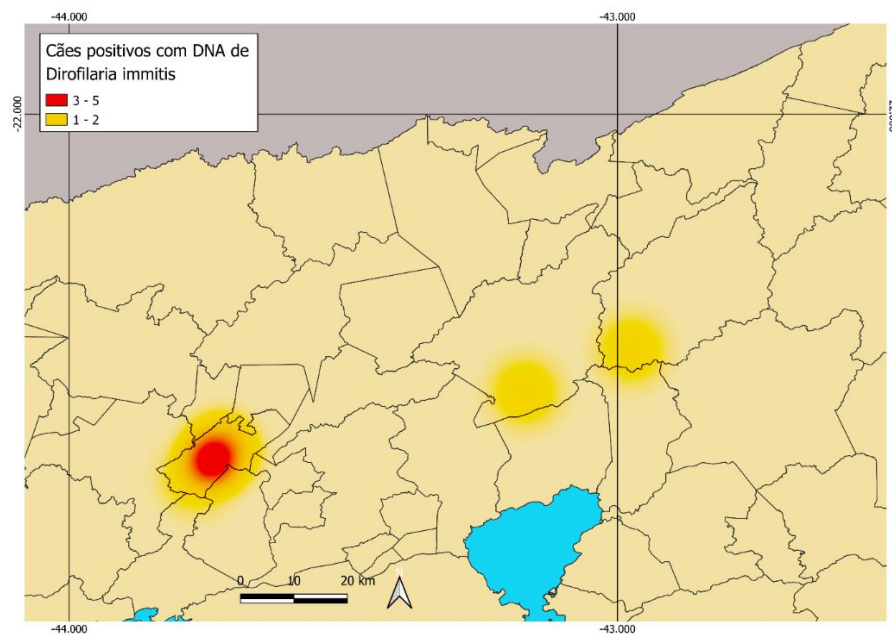 -44.000
-43.000
Cães positivos com DNA de
Dirofilaria immitis
3 - 5
1 - 2
-22.000
0
10
20 km
N
-44.000
-43.000